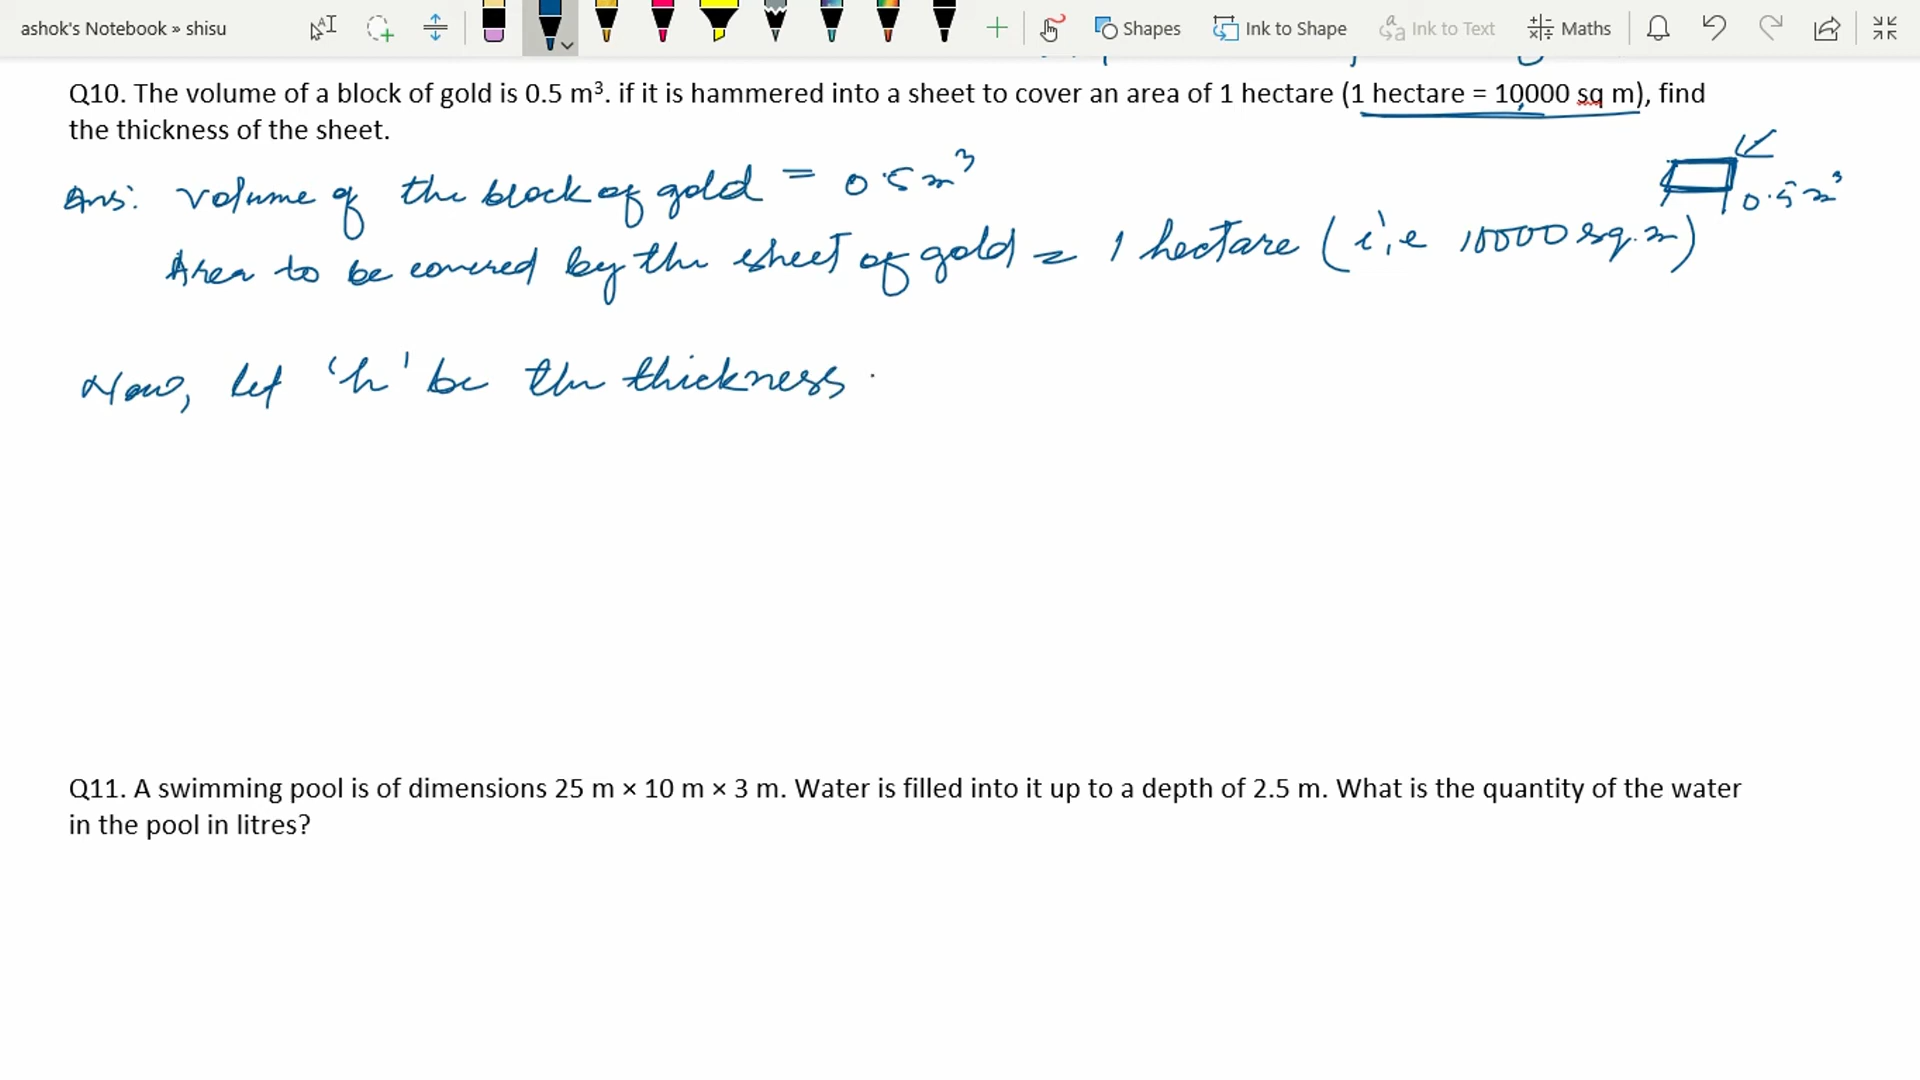 ashok's Notebook » shisu
Shapes
Ink to Shape
Ink to Text
Maths
Q10. The volume of a block of gold is 0.5 m³. if it is hammered into a sheet to cover an area of 1 hectare (1 hectare = 10,000 sq m), find
the thickness of the sheet.
Ans: Volume of the block of gold = 0.5 m³
0.5 m³
Area to be covered by the sheet of gold = 1 hectare (i.e 10000 sq.m)
Now, let 'h' be the thickness.
Q11. A swimming pool is of dimensions 25 m × 10 m × 3 m. Water is filled into it up to a depth of 2.5 m. What is the quantity of the water
in the pool in litres?